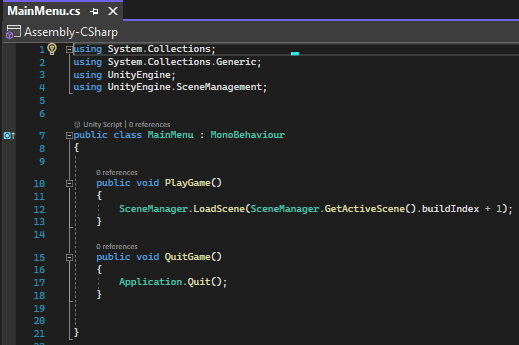 MainMenu.cs
Assembly-CSharp
1 using System.Collections;
2 using System.Collections.Generic;
3 using UnityEngine;
4 using UnityEngine.SceneManagement;
5
6
Unity Script | 0 references
7 public class MainMenu : MonoBehaviour
8 {
9
0 references
10 public void PlayGame()
11 {
12 SceneManager.LoadScene(SceneManager.GetActiveScene().buildIndex + 1);
13 }
14
0 references
15 public void QuitGame()
16 {
17 Application.Quit();
18 }
19
20
21 }